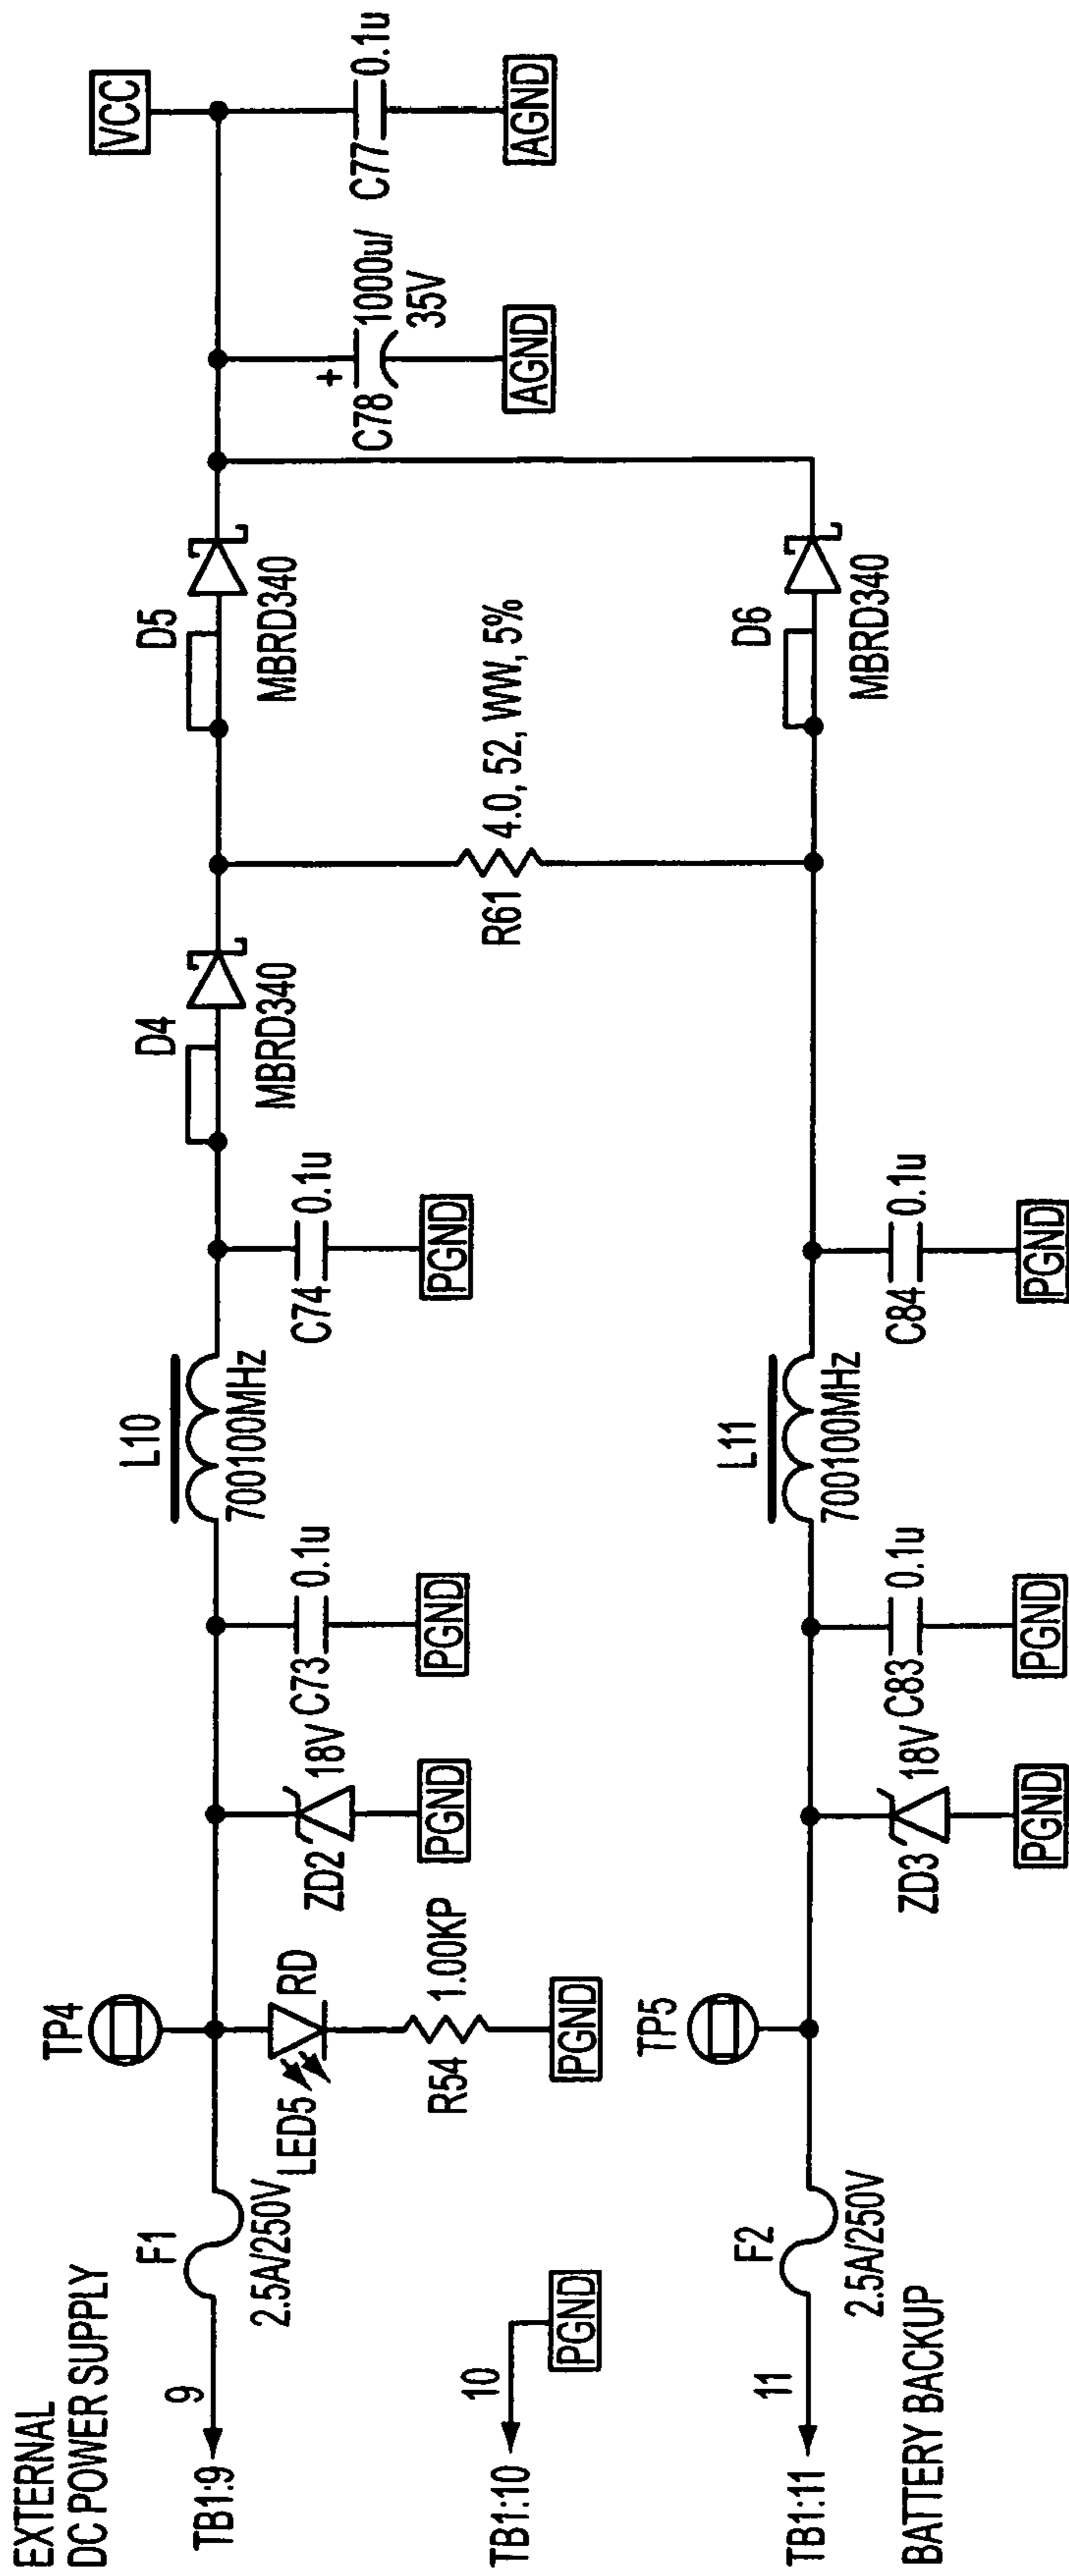 EXTERNAL
DC POWER SUPPLY
TB1:9
9
F1
2.5A/250V
TP4
LED5
RD
R54
1.00KP
PGND
ZD2
18V
PGND
C73
0.1u
PGND
L10
700100MHz
C74
0.1u
PGND
D4
MBRD340
D5
MBRD340
R61
4.0, 52, WW, 5%
C78
+
1000u/
35V
AGND
VCC
C77
0.1u
AGND
TB1:10
10
PGND
TB1:11
11
BATTERY BACKUP
F2
2.5A/250V
TP5
ZD3
18V
PGND
C83
0.1u
PGND
L11
700100MHz
C84
0.1u
PGND
D6
MBRD340